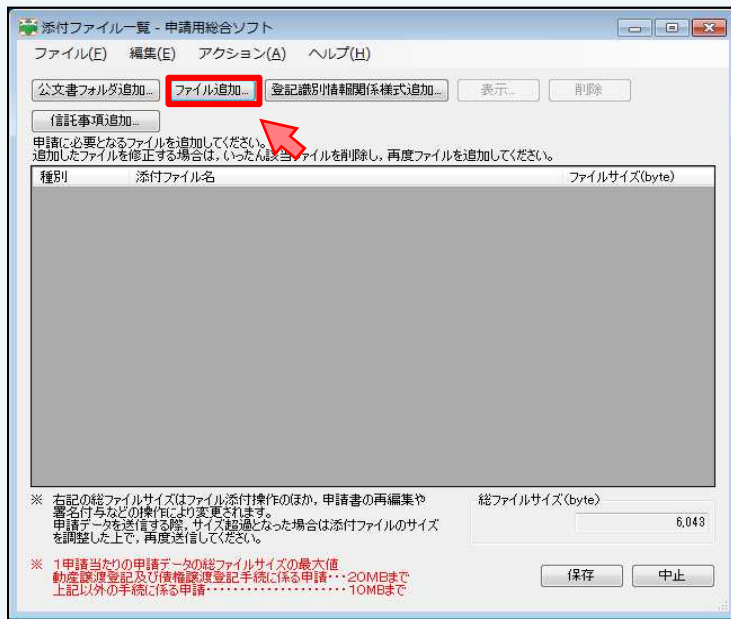 添付ファイル一覧 - 申請用総合ソフト
ファイル(F) 編集(E) アクション(A) ヘルプ(H)
公文書フォルダ追加... ファイル追加... 登記識別情報関係様式追加... 表示... 削除
信託事項追加...
申請に必要となるファイルを追加してください。
追加したファイルを修正する場合は，いったん該当ファイルを削除し，再度ファイルを追加してください。
種別 添付ファイル名 ファイルサイズ(byte)
※ 右記の総ファイルサイズはファイル添付操作のほか，申請書の再編集や
署名付与などの操作により変更されます。
申請データを送信する際，サイズ超過となった場合は添付ファイルのサイズ
を調整した上で，再度送信してください。
総ファイルサイズ(byte)
6,043
※ 1申請当たりの申請データの総ファイルサイズの最大値
動産譲渡登記及び債権譲渡登記手続に係る申請･･･20MBまで
上記以外の手続に係る申請･････････････････････10MBまで
保存 中止